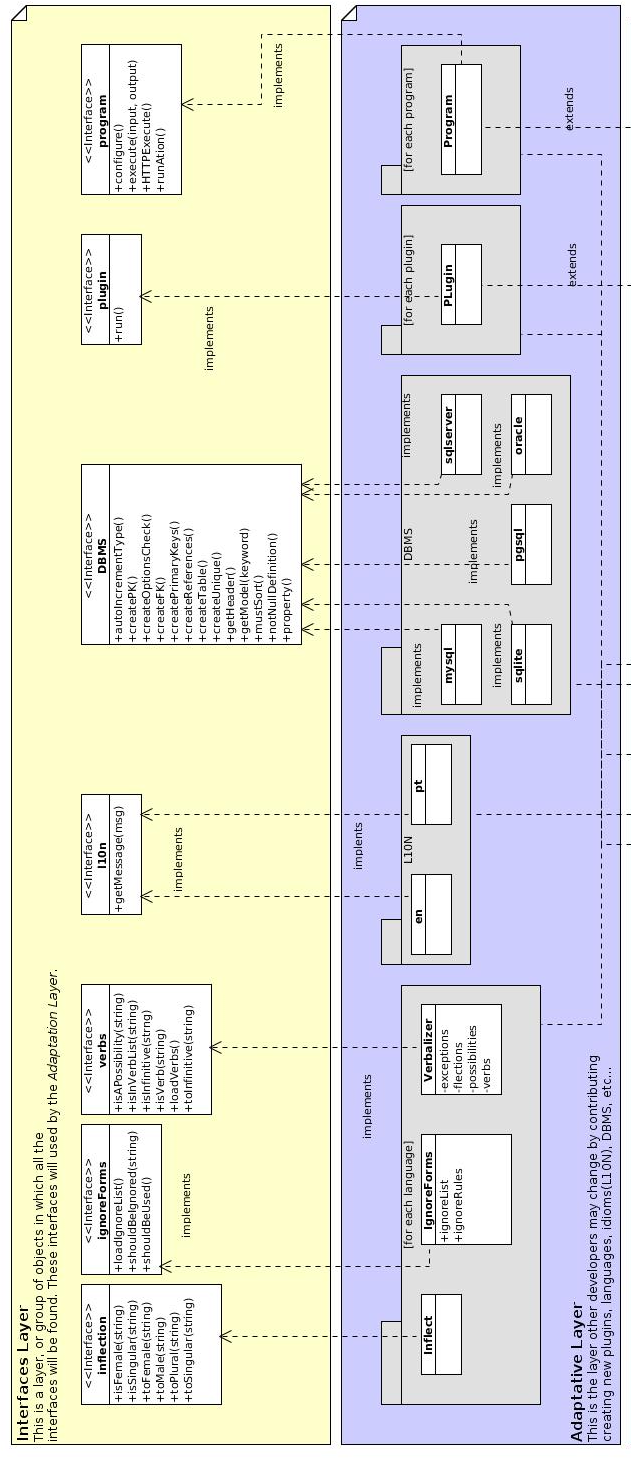 Interfaces Layer
This is a layer, or group of objects in which all the
interfaces will be found. These interfaces will used by the Adaptation Layer.
<<Interface>>
inflection
+isFemale(string)
+isSingular(string)
+toFemale(string)
+toMale(string)
+toPlural(string)
+toSingular(string)
<<Interface>>
ignoreForms
+loadIgnoreList()
+shouldBeIgnored(string)
+shouldBeUsed()
<<Interface>>
verbs
+isAPossibility(string)
+isInVerbList(string)
+isInfinitive(strng)
+isVerb(string)
+loadVerbs()
+toInfinitive(string)
<<Interface>>
l10n
+getMessage(msg)
<<Interface>>
DBMS
+autoIncrementType()
+createPK()
+createOptionsCheck()
+createFK()
+createPrimaryKeys()
+createReferences()
+createTable()
+createUnique()
+getHeader()
+getModel(keyword)
+mustSort()
+notNullDefinition()
+property()
<<Interface>>
plugin
+run()
<<Interface>>
program
+configure()
+execute(input, output)
+HTTPExecute()
+runAtion()
implements
implements
implements
implements
implements
implents
[for each language]
Inflect
IgnoreForms
+ignoreList
+ignoreRules
Verbalizer
-exceptions
-flections
-possibilities
-verbs
L10N
en
pt
DBMS
implements
mysql
implements
sqlite
implements
pgsql
implements
sqlserver
implements
oracle
[for each plugin]
PLugin
extends
[for each program]
Program
extends
Adaptative Layer
This is the layer other developers may change by contributing
creating new plugins, languages, idioms(L10N), DBMS, etc...